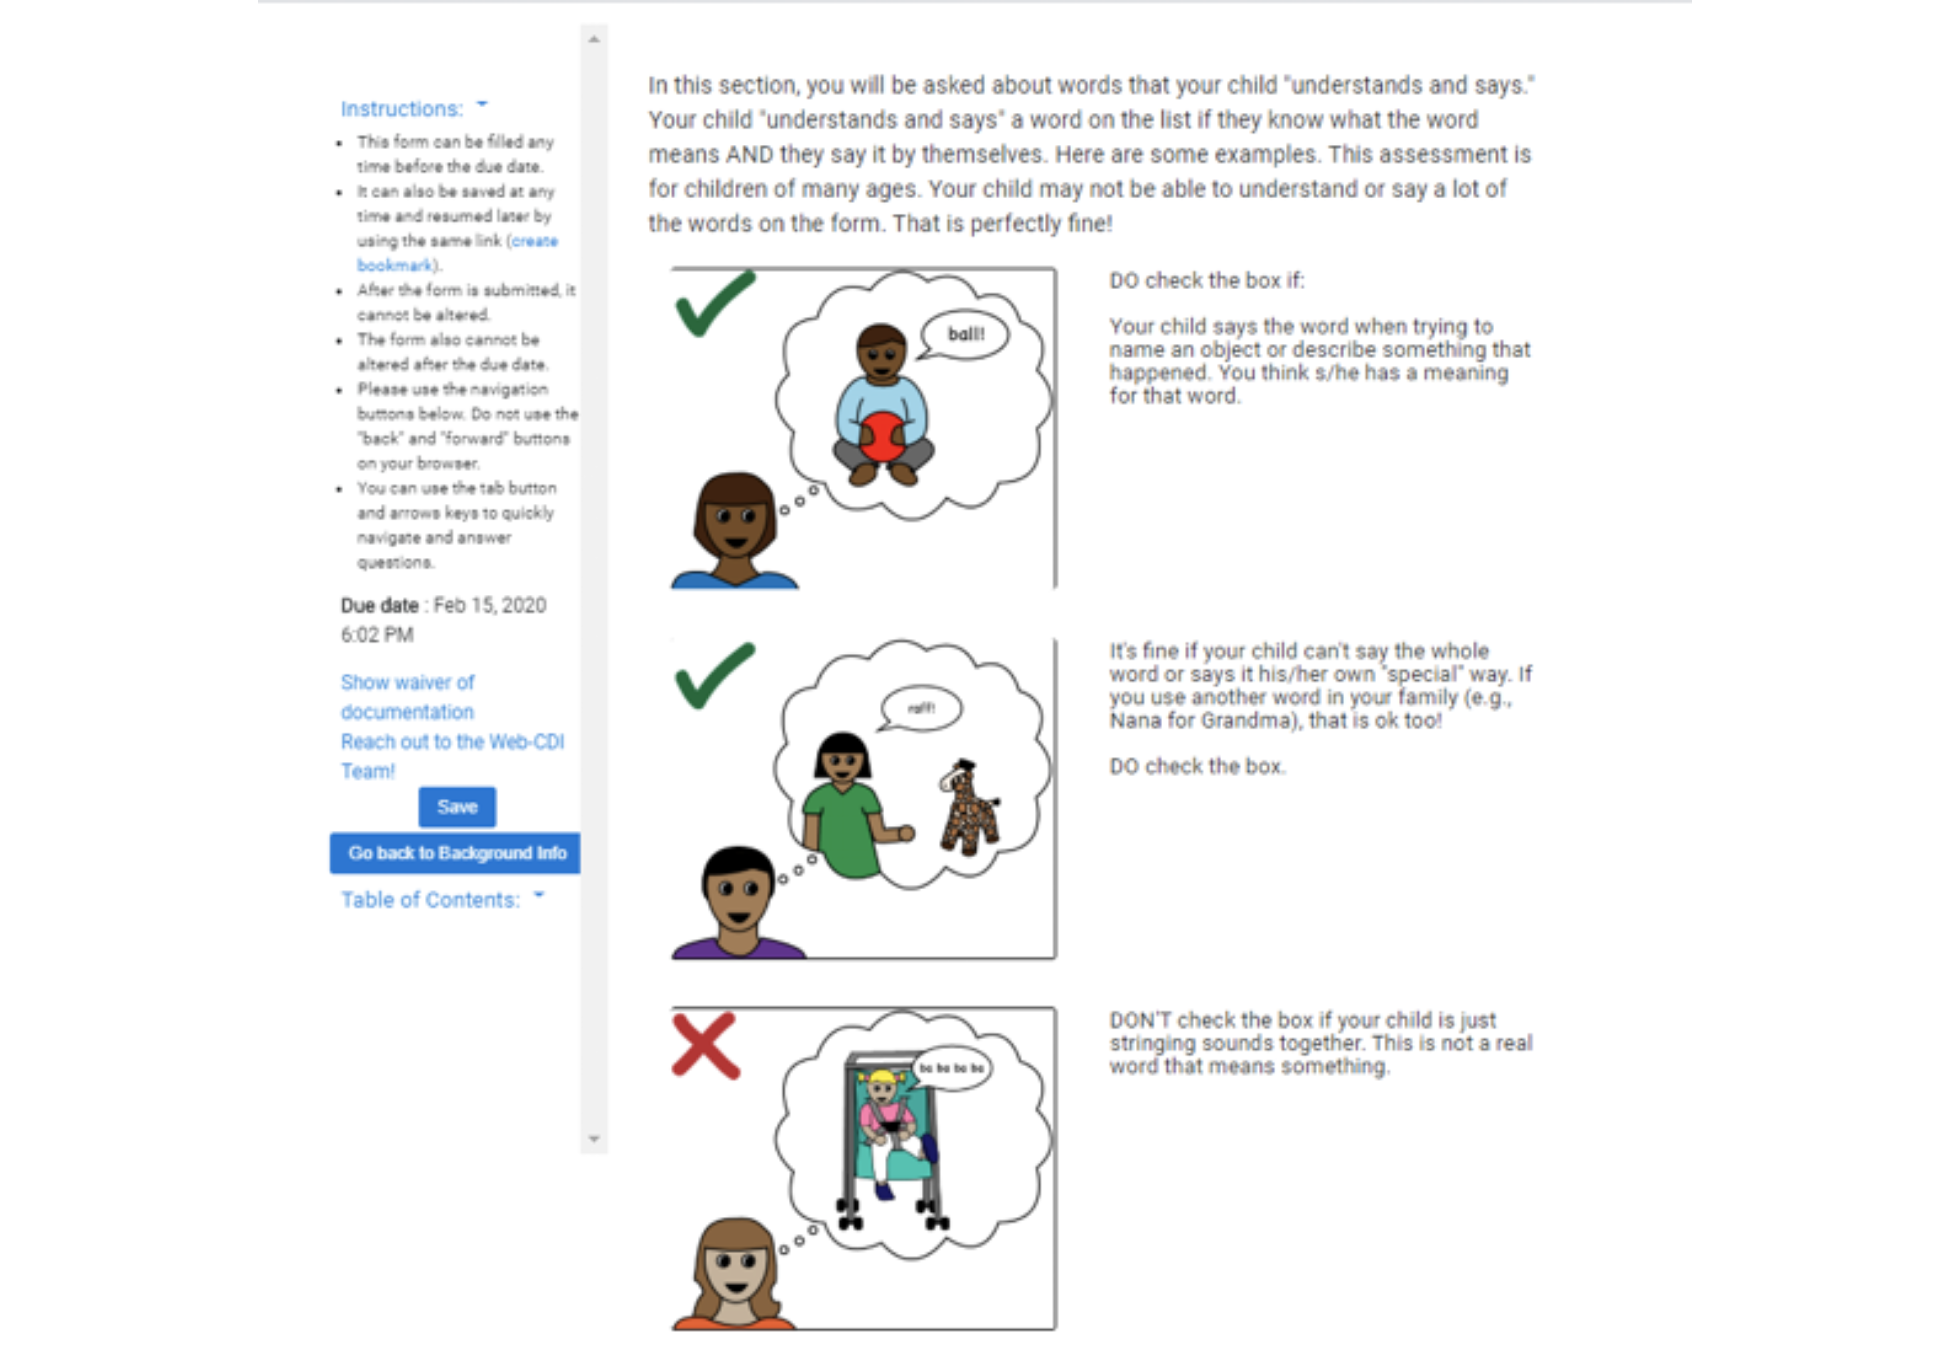 Instructions:
This form can be filled any
time before the due date.
It can also be saved at any
time and resumed later by
using the same link (create
bookmark).
After the form is submitted, it
cannot be altered.
The form also cannot be
altered after the due date.
Please use the navigation
buttons below. Do not use the
"back" and "forward" buttons
on your browser.
You can use the tab button
and arrows keys to quickly
navigate and answer
questions.
Due date : Feb 15, 2020
6:02 PM
Show waiver of
documentation
Reach out to the Web-CDI
Team!
Save
Go back to Background Info
Table of Contents:
In this section, you will be asked about words that your child "understands and says."
Your child "understands and says" a word on the list if they know what the word
means AND they say it by themselves. Here are some examples. This assessment is
for children of many ages. Your child may not be able to understand or say a lot of
the words on the form. That is perfectly fine!
ball!
DO check the box if:
Your child says the word when trying to
name an object or describe something that
happened. You think s/he has a meaning
for that word.
It's fine if your child can't say the whole
word or says it his/her own "special" way. If
you use another word in your family (e.g.,
Nana for Grandma), that is ok too!
DO check the box.
DON'T check the box if your child is just
stringing sounds together. This is not a real
word that means something.